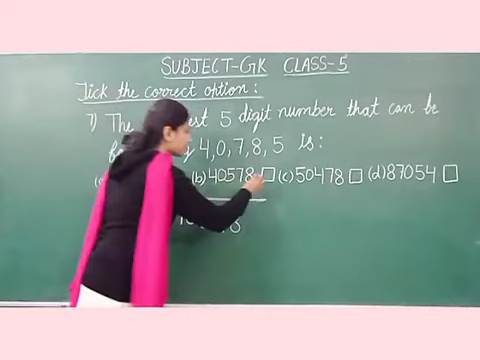 SUBJECT-GK CLASS-5
Tick the correct option:
7) The est 5 digit number that can be
4,0,7,8,5 is:
(b) 40578 (c) 50478 (d) 87054